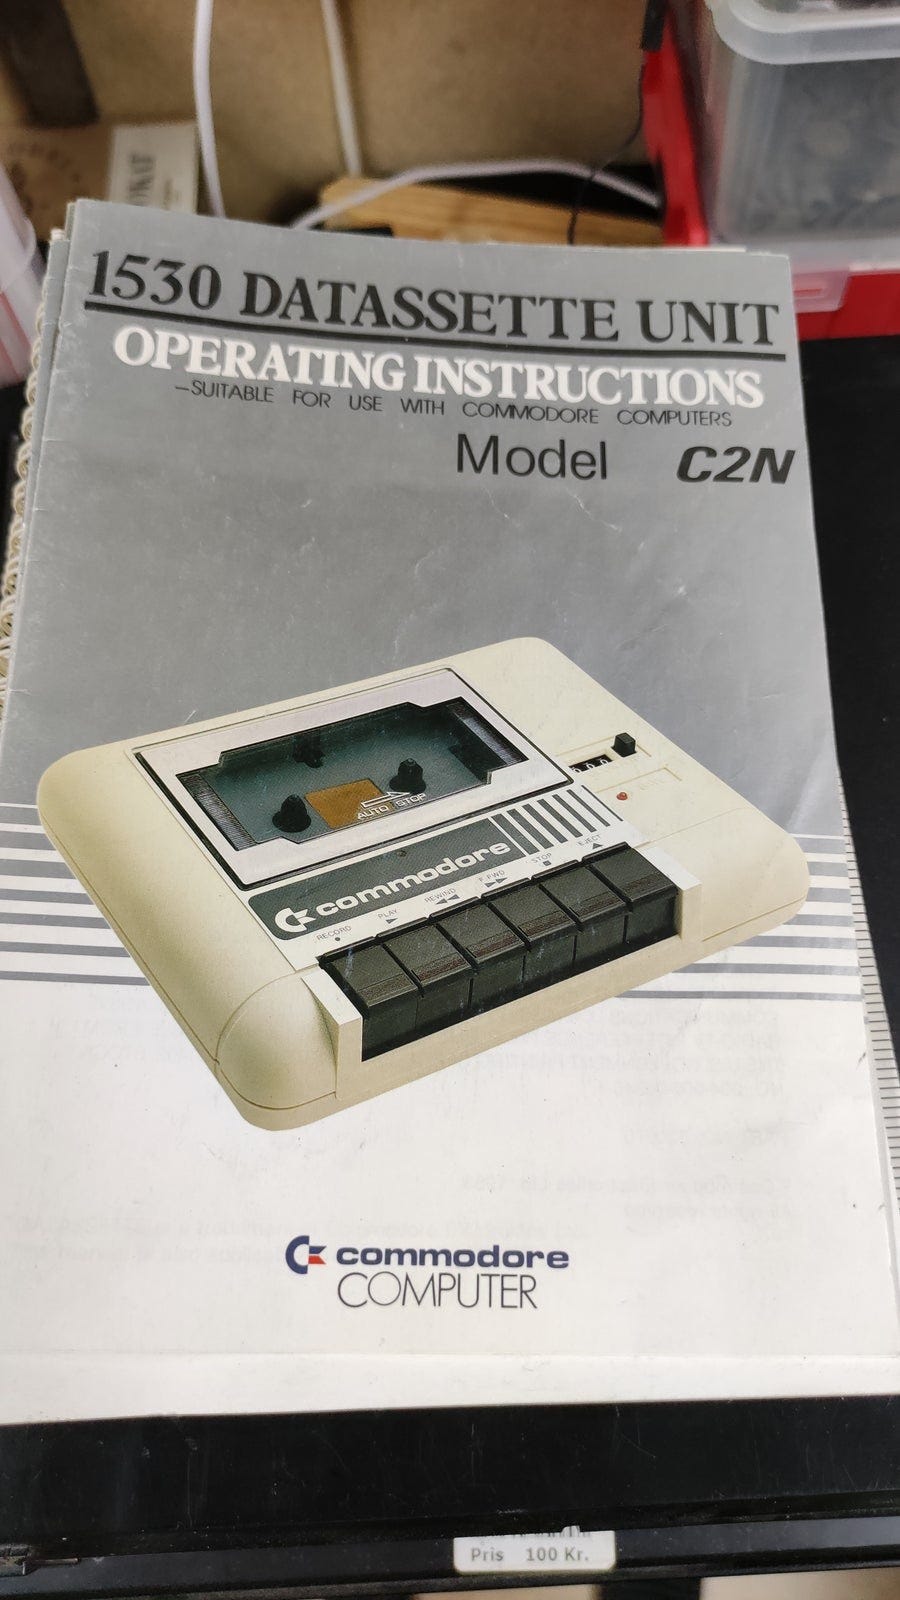 1530 DATASSETTE UNIT
OPERATING INSTRUCTIONS
–SUITABLE FOR USE WITH COMMODORE COMPUTERS
Model C2N
AUTO STOP
commodore
RECORD PLAY REWIND F.FWD STOP EJECT
commodore
COMPUTER
Pris 100 Kr.